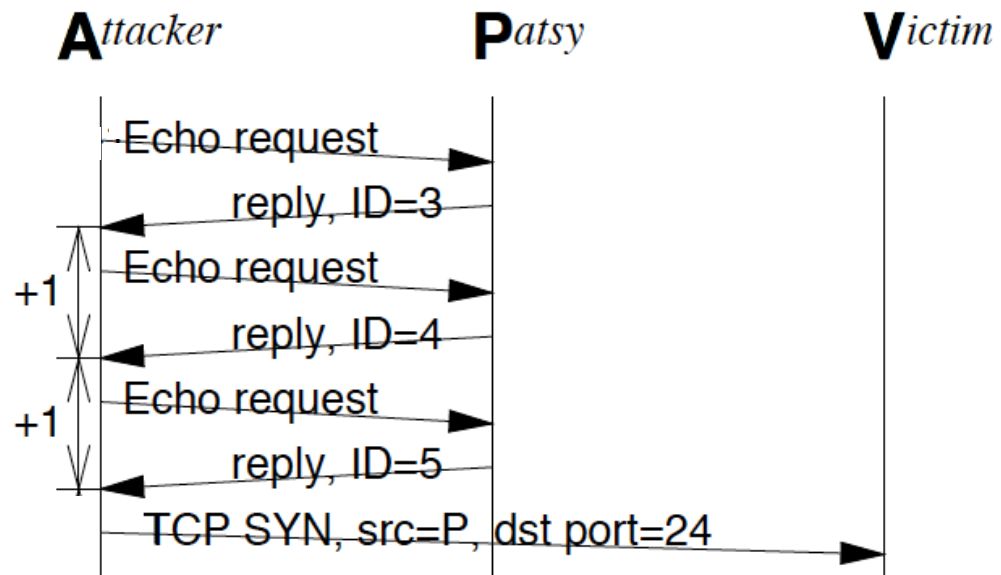 Attacker Patsy Victim
Echo request
reply, ID=3
+1
Echo request
reply, ID=4
+1
Echo request
reply, ID=5
TCP SYN, src=P, dst port=24